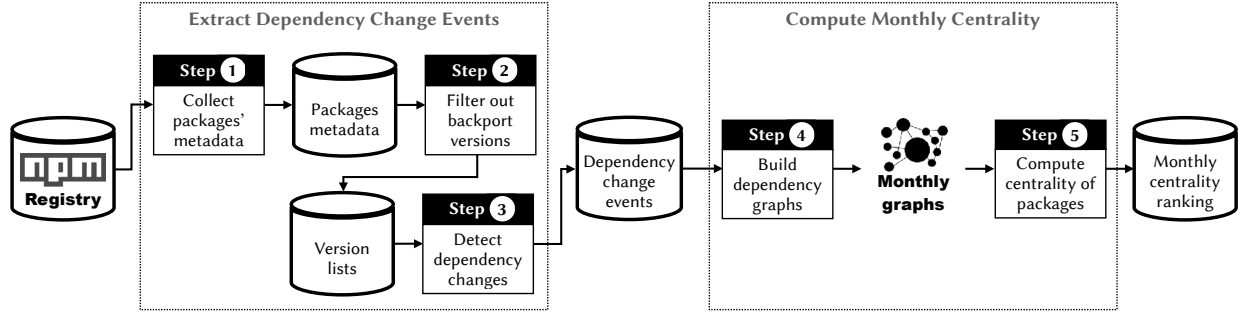 Extract Dependency Change Events
Compute Monthly Centrality
npm
Registry
Step 1
Collect
packages'
metadata
Packages
metadata
Step 2
Filter out
backport
versions
Version
lists
Step 3
Detect
dependency
changes
Dependency
change
events
Step 4
Build
dependency
graphs
Monthly
graphs
Step 5
Compute
centrality of
packages
Monthly
centrality
ranking